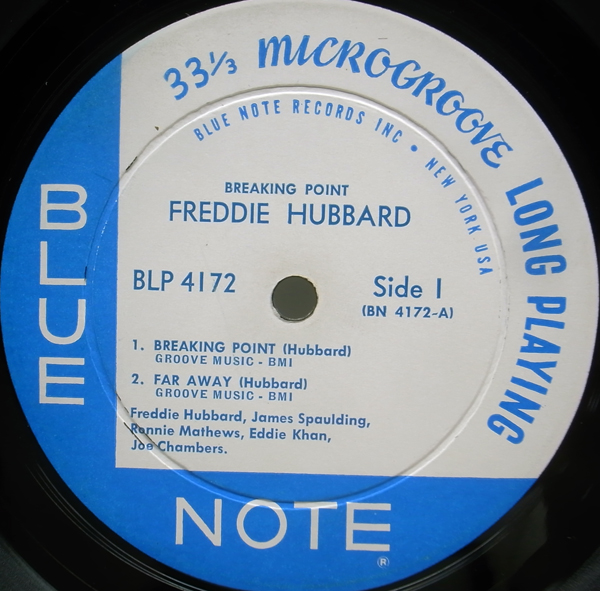 33⅓ MICROGROOVE LONG PLAYING
BLUE NOTE RECORDS INC • NEW YORK USA
BREAKING POINT
FREDDIE HUBBARD
BLP 4172
Side 1
(BN 4172-A)
1. BREAKING POINT (Hubbard)
GROOVE MUSIC - BMI
2. FAR AWAY (Hubbard)
GROOVE MUSIC - BMI
Freddie Hubbard, James Spaulding,
Ronnie Mathews, Eddie Khan,
Joe Chambers.
BLUE
NOTE
®